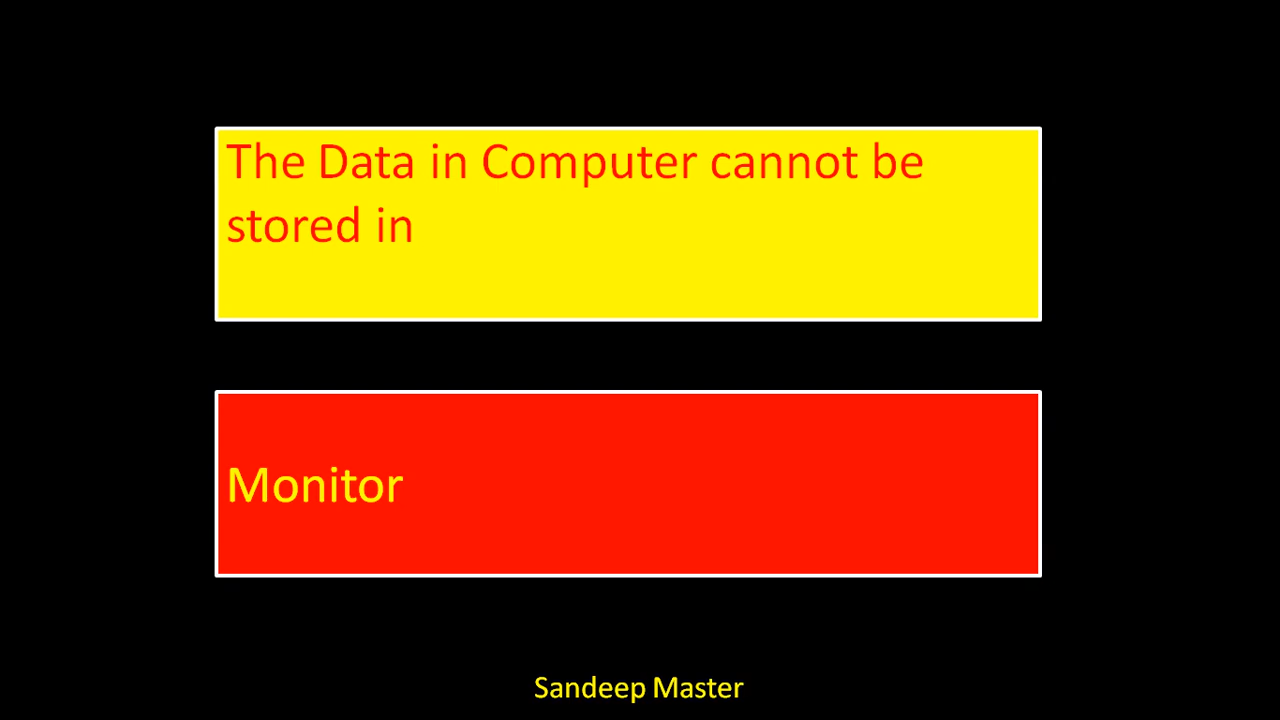 The Data in Computer cannot be
stored in
Monitor
Sandeep Master